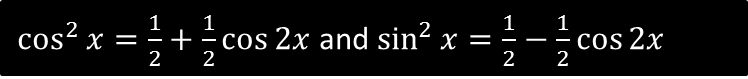 cos² x = 1/2 + 1/2 cos 2x and sin² x = 1/2 − 1/2 cos 2x